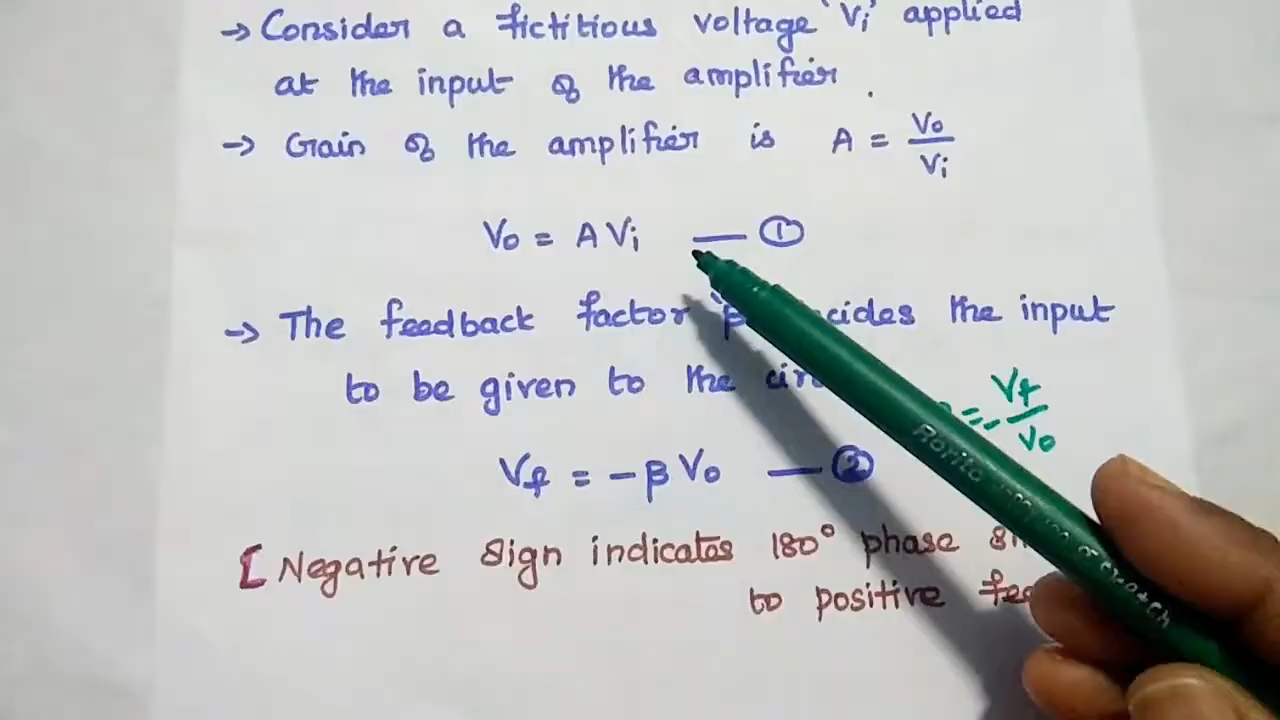 → Consider a fictitious voltage 'Vi' applied
at the input of the amplifier.
→ Gain of the amplifier is A = Vo/Vi
Vo = A Vi — ①
→ The feedback factor the input
to be given to the
= - Vf/Vo
Vf = -β Vo — ②
[Negative sign indicates 180° phase
to positive
Rorito